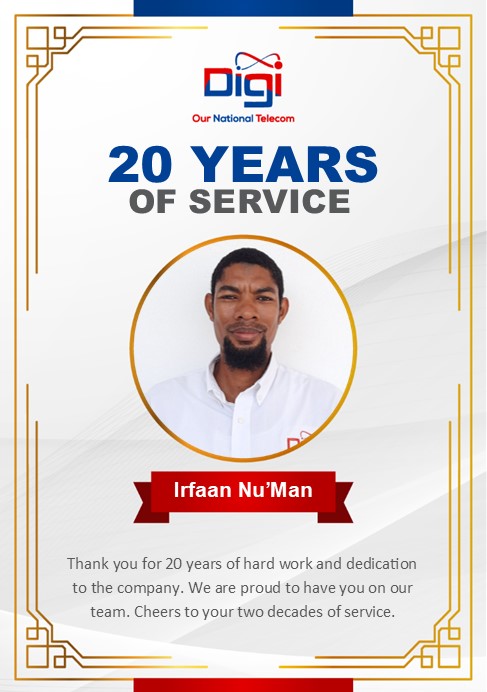 Digi
Our National Telecom
20 YEARS
OF SERVICE
Irfaan Nu’Man
Thank you for 20 years of hard work and dedication
to the company. We are proud to have you on our
team. Cheers to your two decades of service.